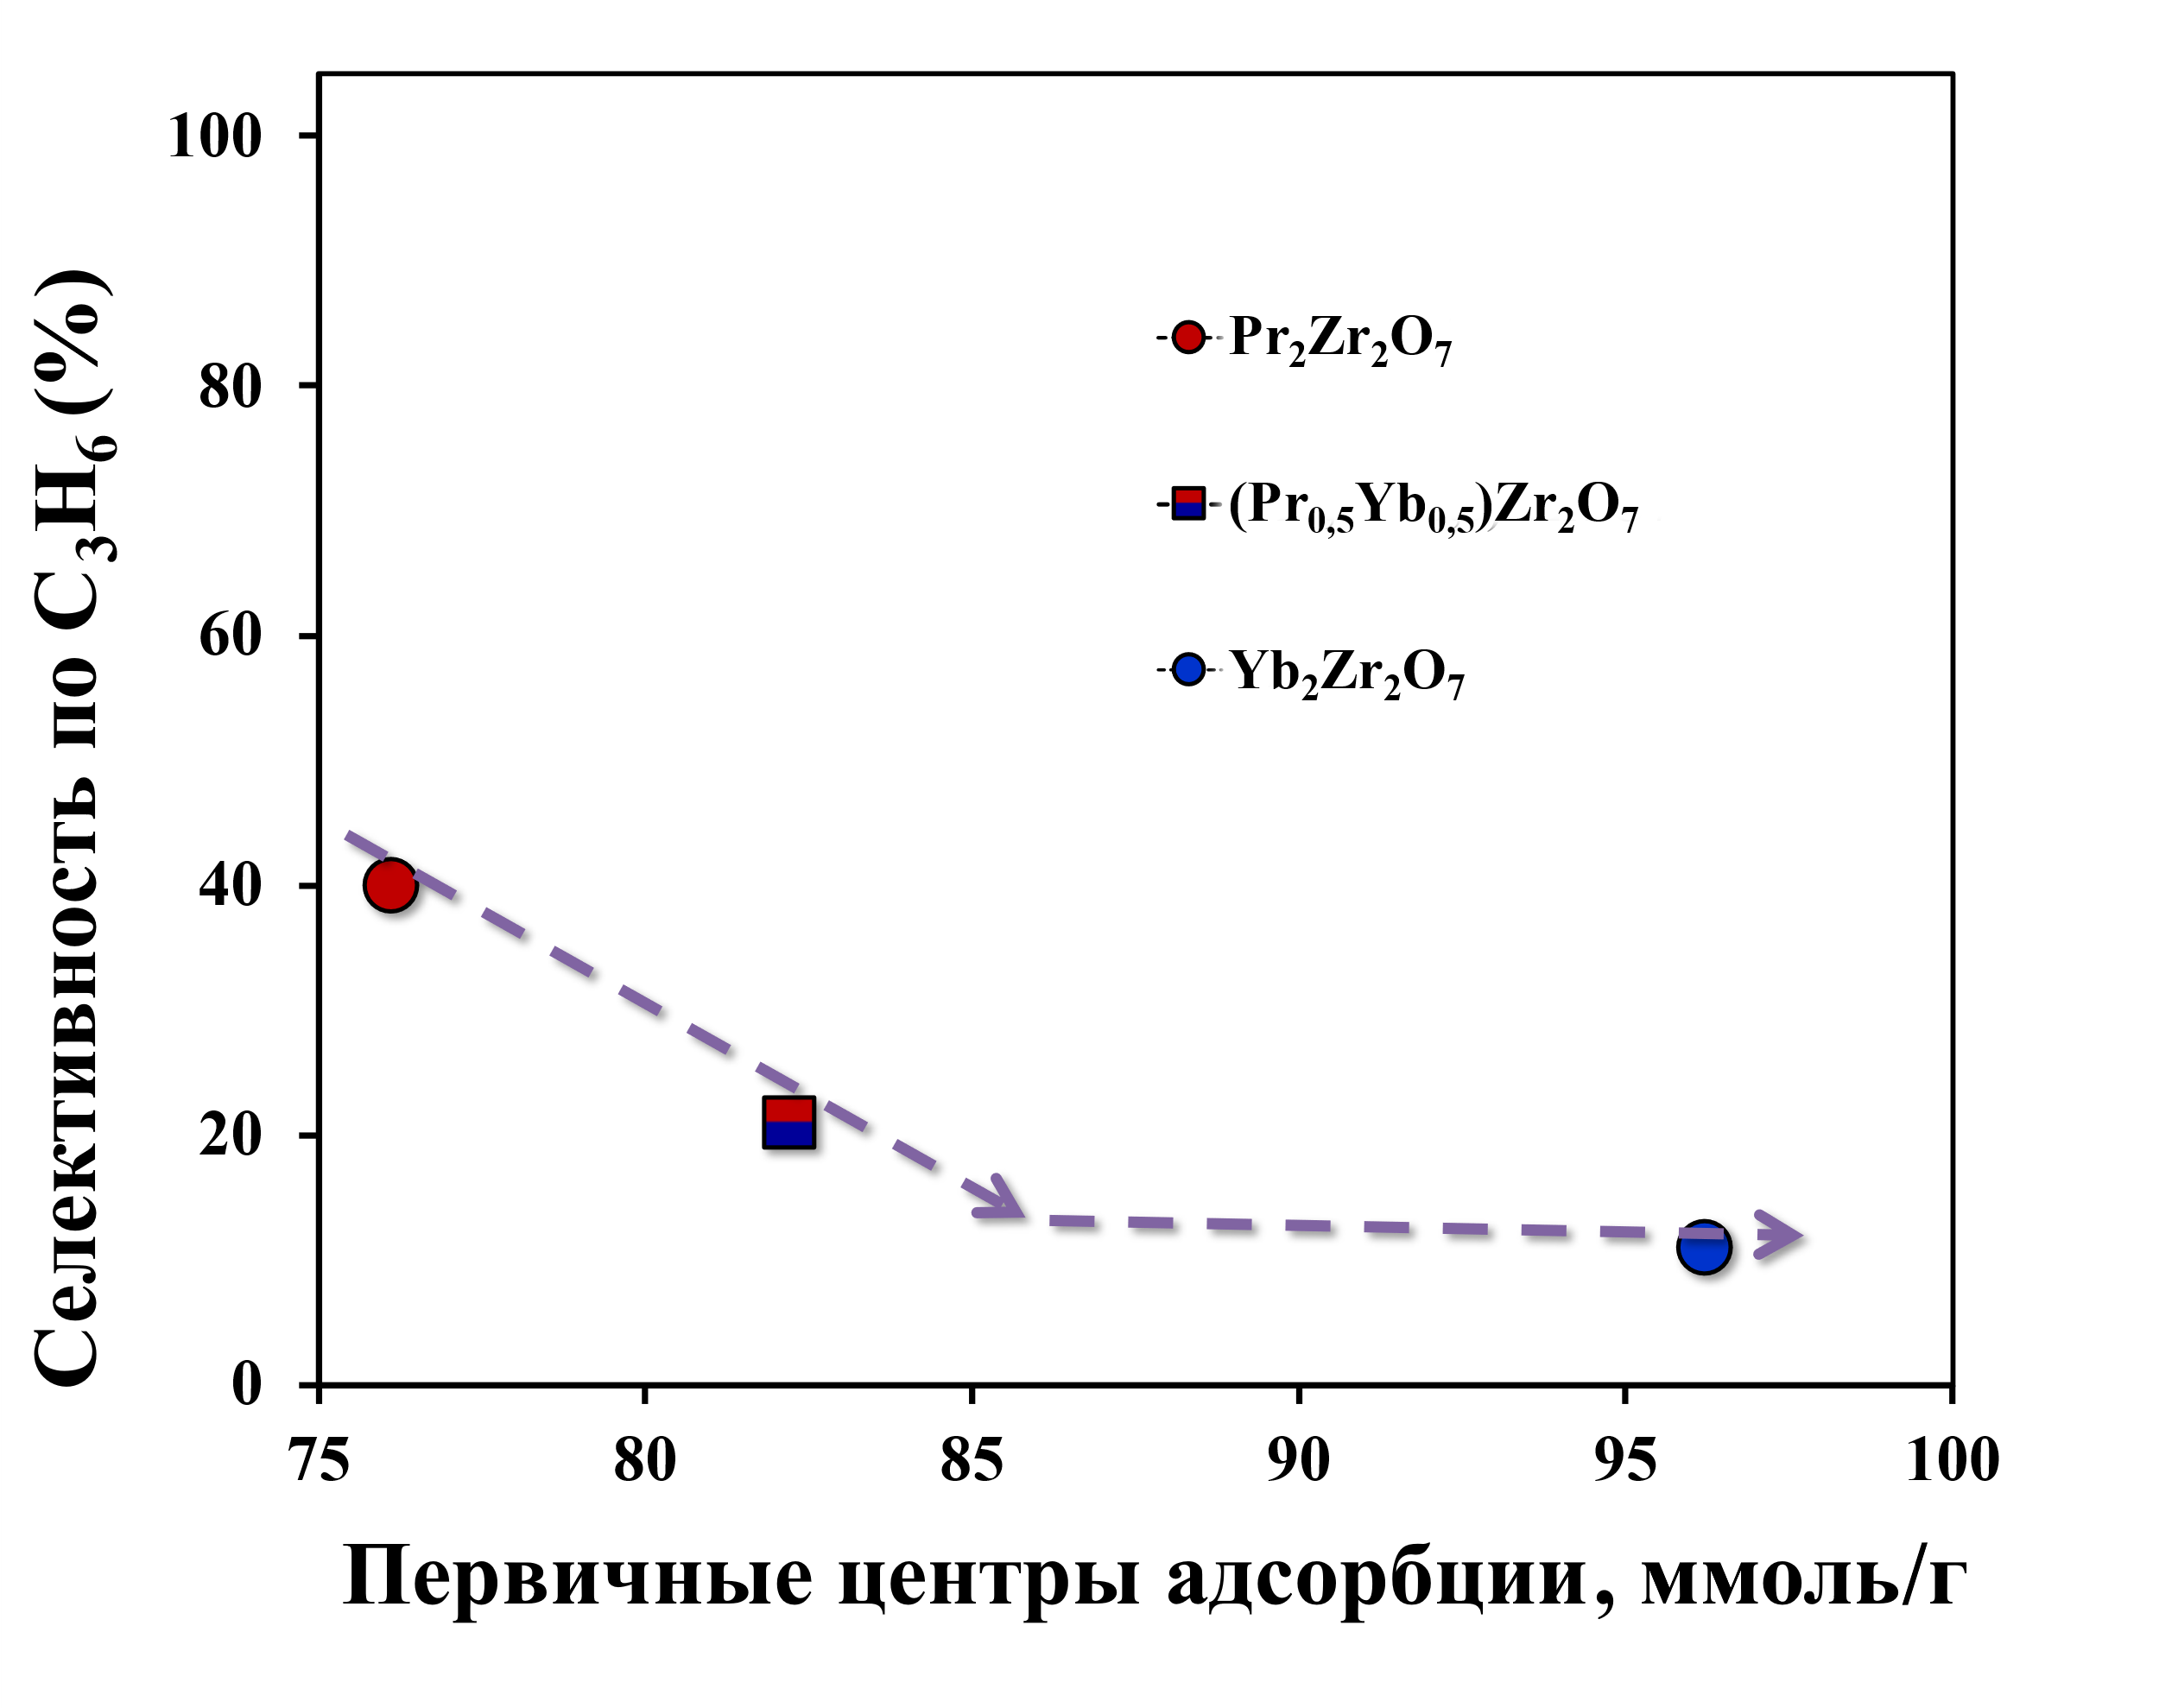 Селективность по C₃H₆ (%)
100
80
60
40
20
0
Pr₂Zr₂O₇
(Pr₀,₅Yb₀,₅)Zr₂O₇
Yb₂Zr₂O₇
75 80 85 90 95 100
Первичные центры адсорбции, ммоль/г